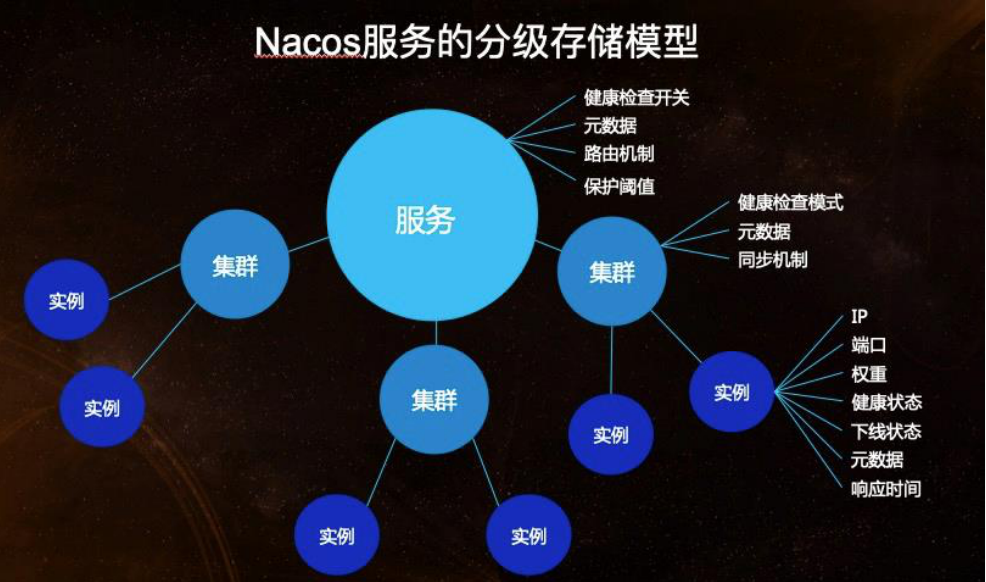 Nacos服务的分级存储模型
健康检查开关
元数据
路由机制
保护阈值
服务
健康检查模式
元数据
同步机制
集群
集群
实例
IP
端口
权重
健康状态
下线状态
元数据
响应时间
实例
集群
实例
实例
实例
实例